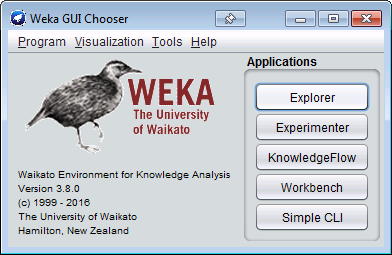 Weka GUI Chooser
Program Visualization Tools Help
WEKA
The University
of Waikato
Waikato Environment for Knowledge Analysis
Version 3.8.0
(c) 1999 - 2016
The University of Waikato
Hamilton, New Zealand
Applications
Explorer
Experimenter
KnowledgeFlow
Workbench
Simple CLI